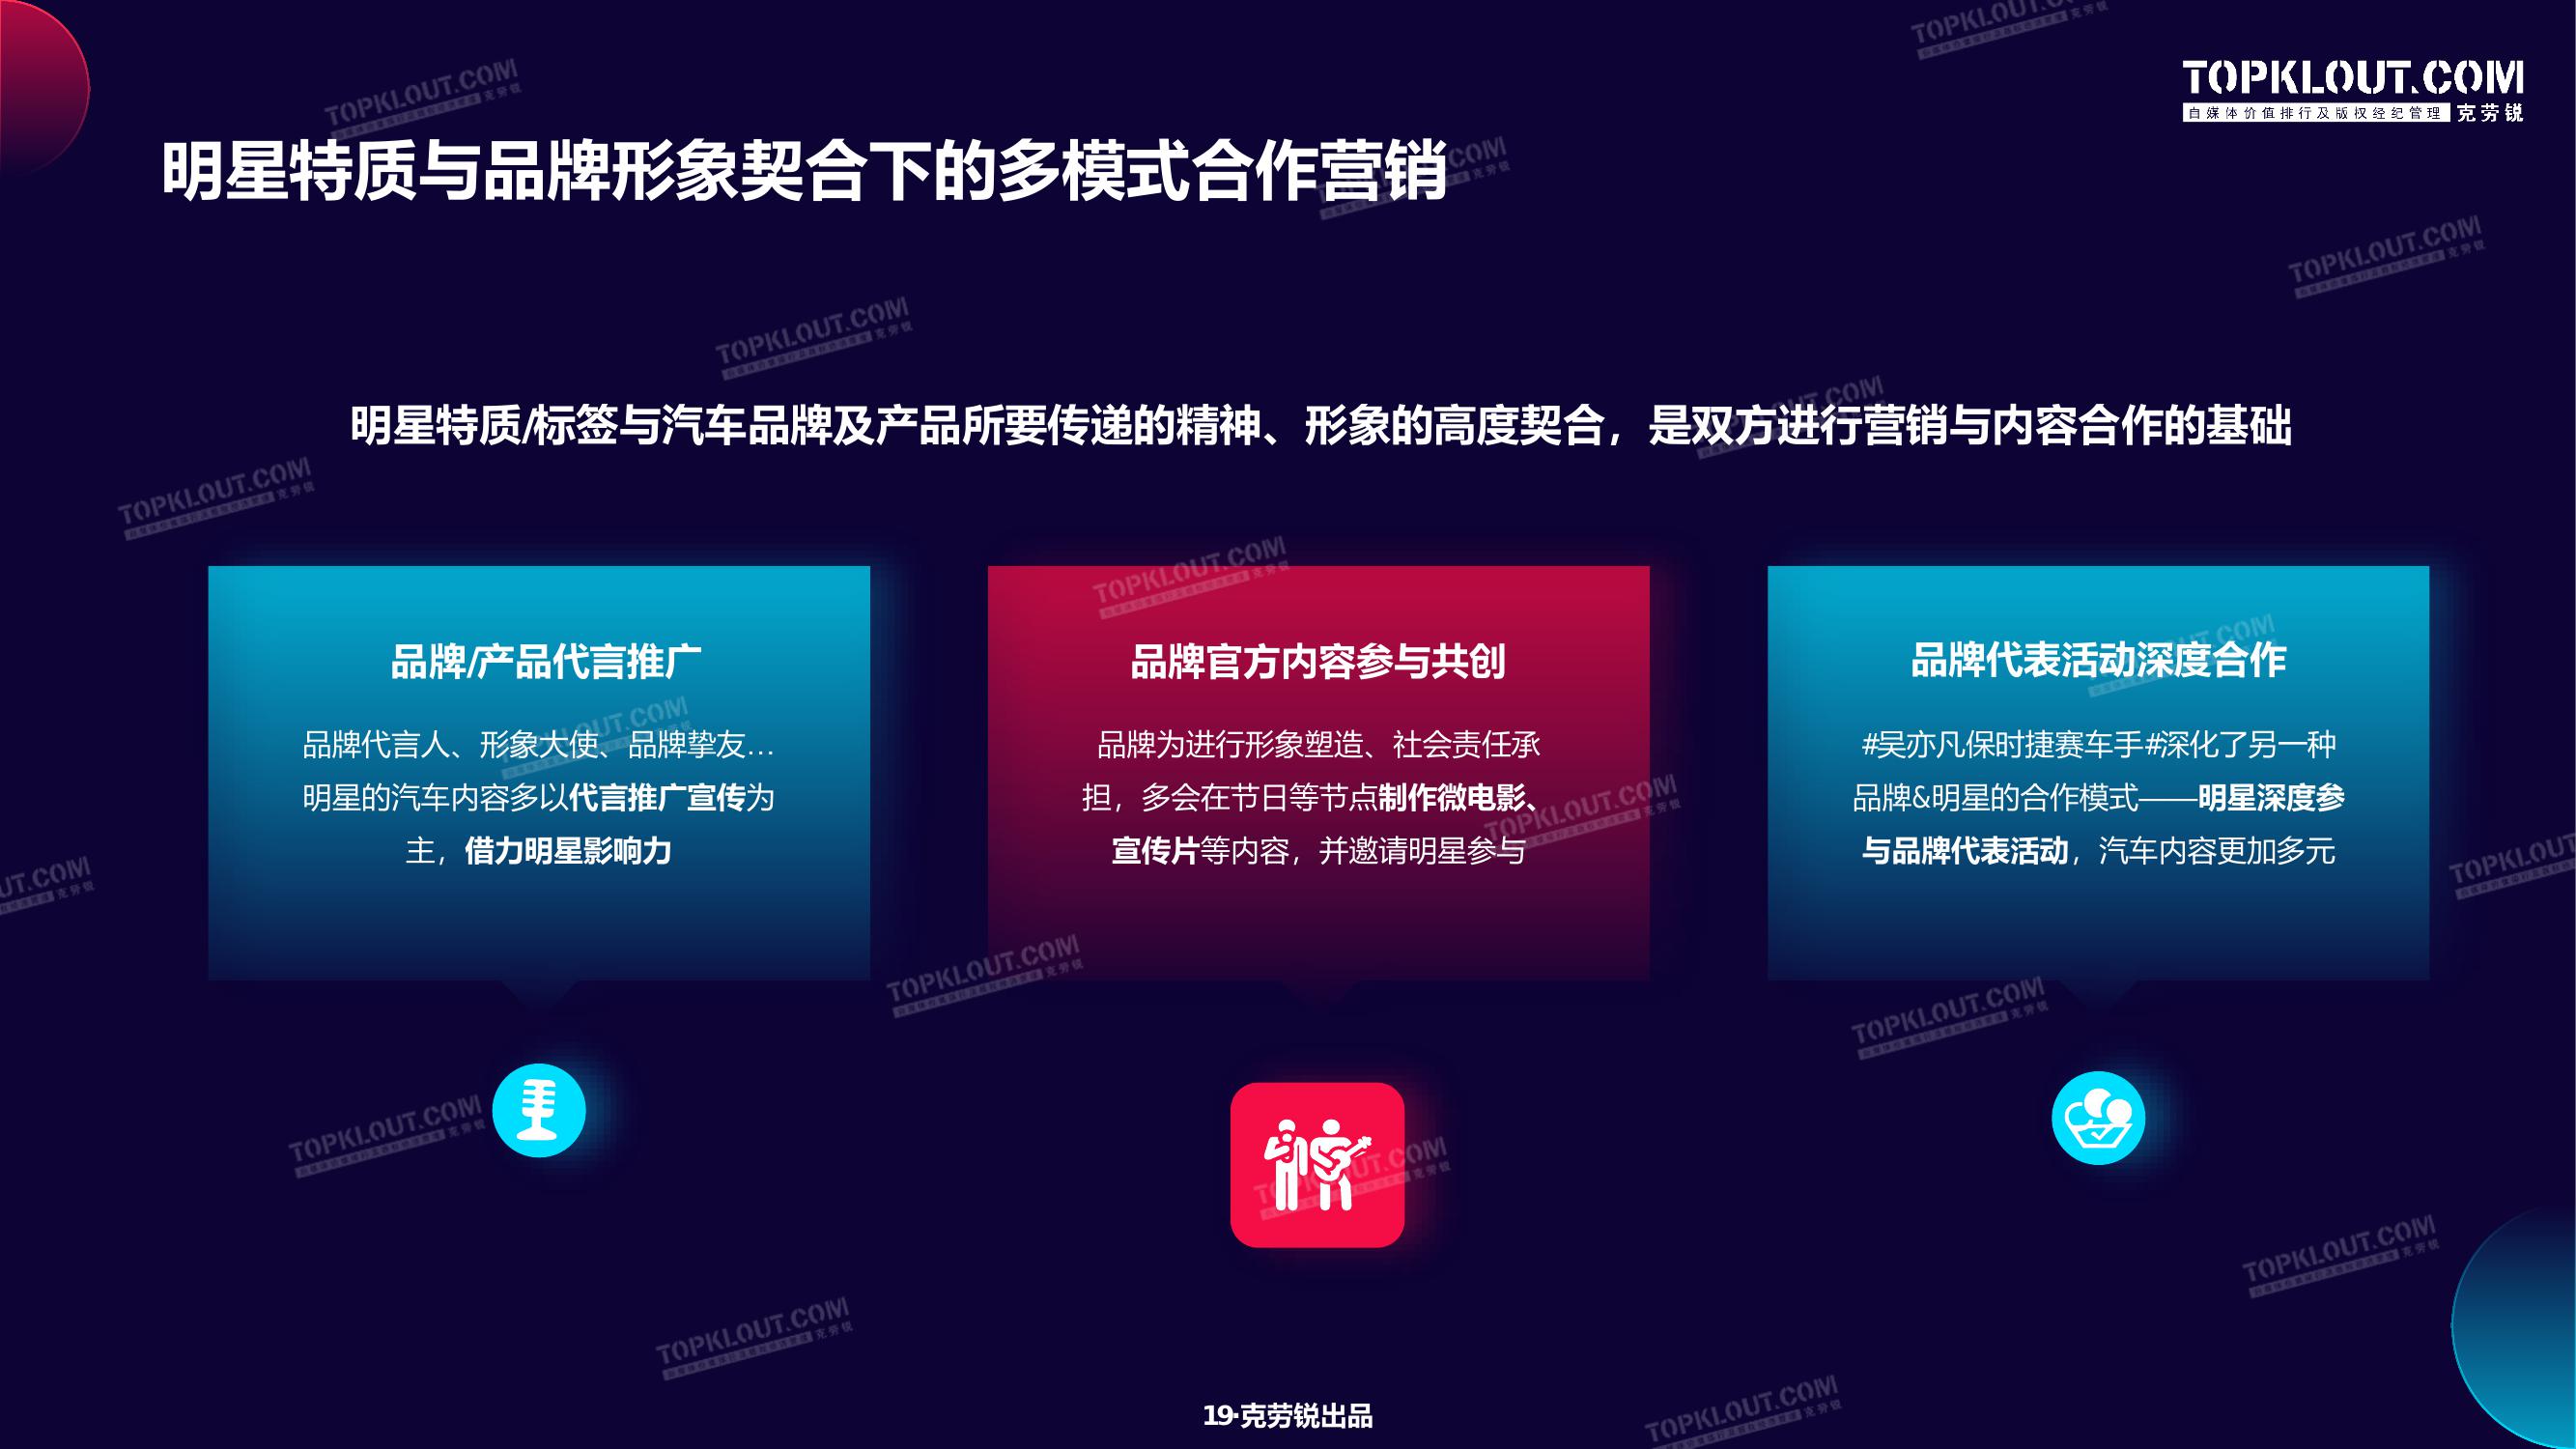 TOPKLOUT.COM
自媒体价值排行及版权经纪管理 克劳锐
明星特质与品牌形象契合下的多模式合作营销
明星特质/标签与汽车品牌及产品所要传递的精神、形象的高度契合，是双方进行营销与内容合作的基础
品牌/产品代言推广
品牌代言人、形象大使、品牌挚友…
明星的汽车内容多以代言推广宣传为
主，借力明星影响力
品牌官方内容参与共创
品牌为进行形象塑造、社会责任承
担，多会在节日等节点制作微电影、
宣传片等内容，并邀请明星参与
品牌代表活动深度合作
#吴亦凡保时捷赛车手#深化了另一种
品牌&明星的合作模式——明星深度参
与品牌代表活动，汽车内容更加多元
19·克劳锐出品